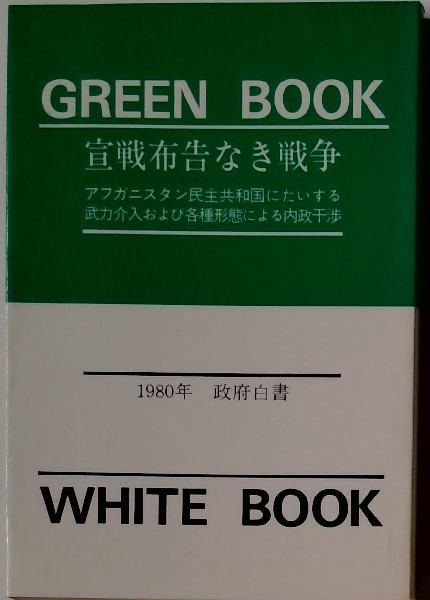 GREEN BOOK
宣戦布告なき戦争
アフガニスタン民主共和国にたいする
武力介入および各種形態による内政干渉
1980年 政府白書
WHITE BOOK